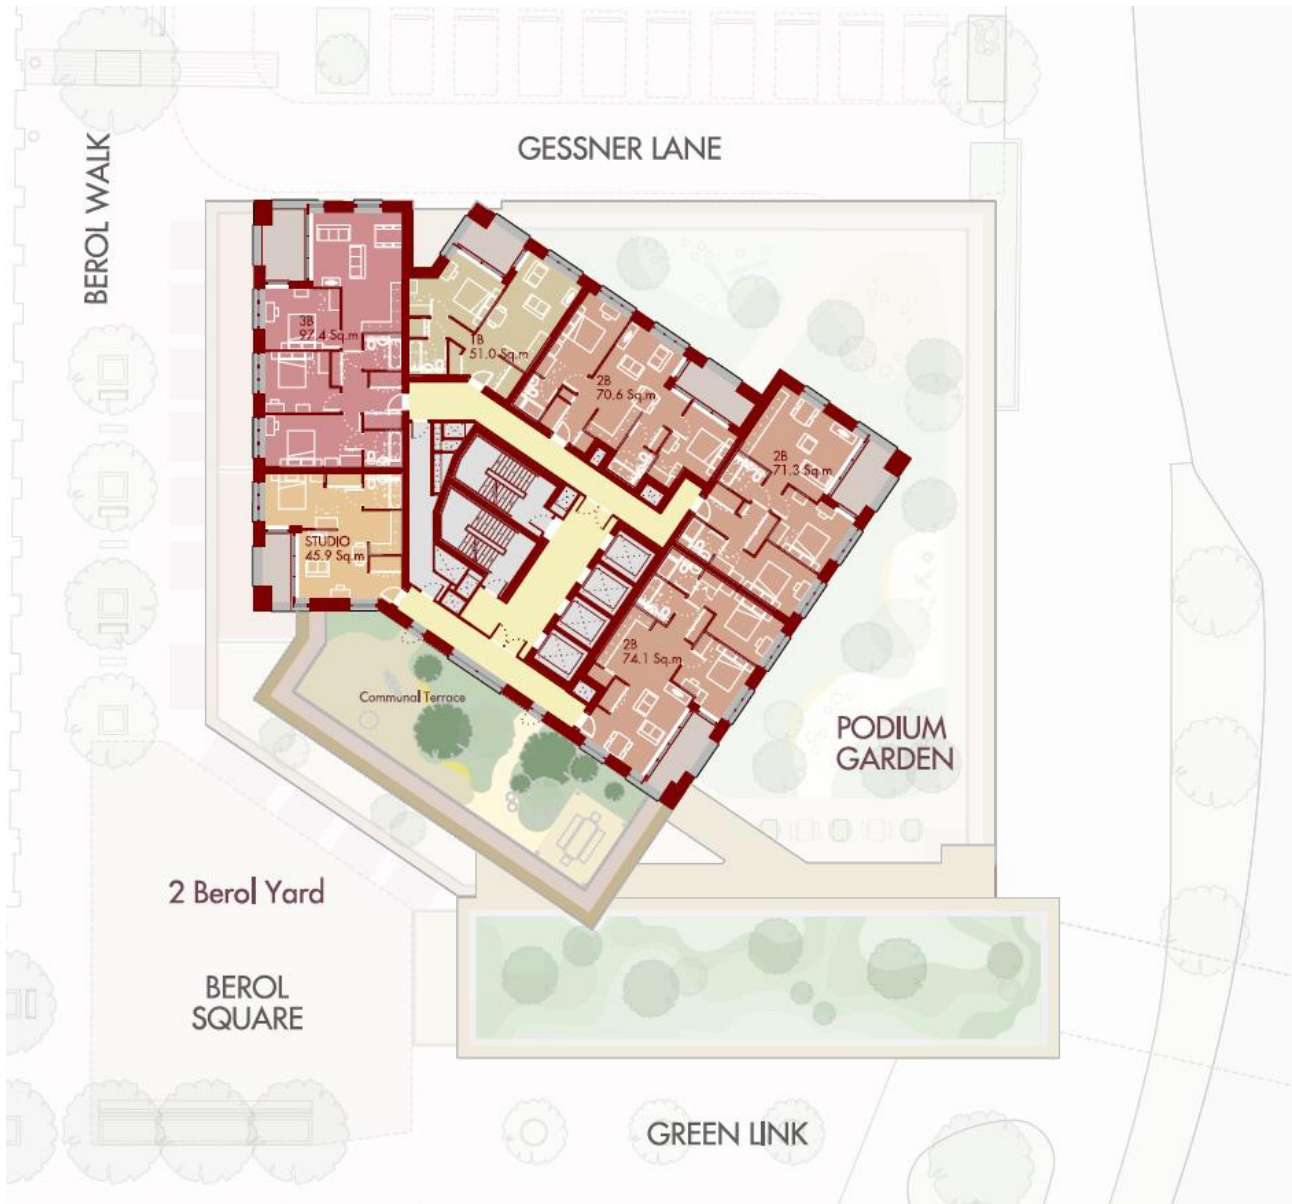 GESSNER LANE
BEROL WALK
3B
97.4 Sq.m
1B
51.0 Sq.m
2B
70.6 Sq.m
2B
71.3 Sq.m
STUDIO
45.9 Sq.m
2B
74.1 Sq.m
Communal Terrace
PODIUM
GARDEN
2 Berol Yard
BEROL
SQUARE
GREEN LINK